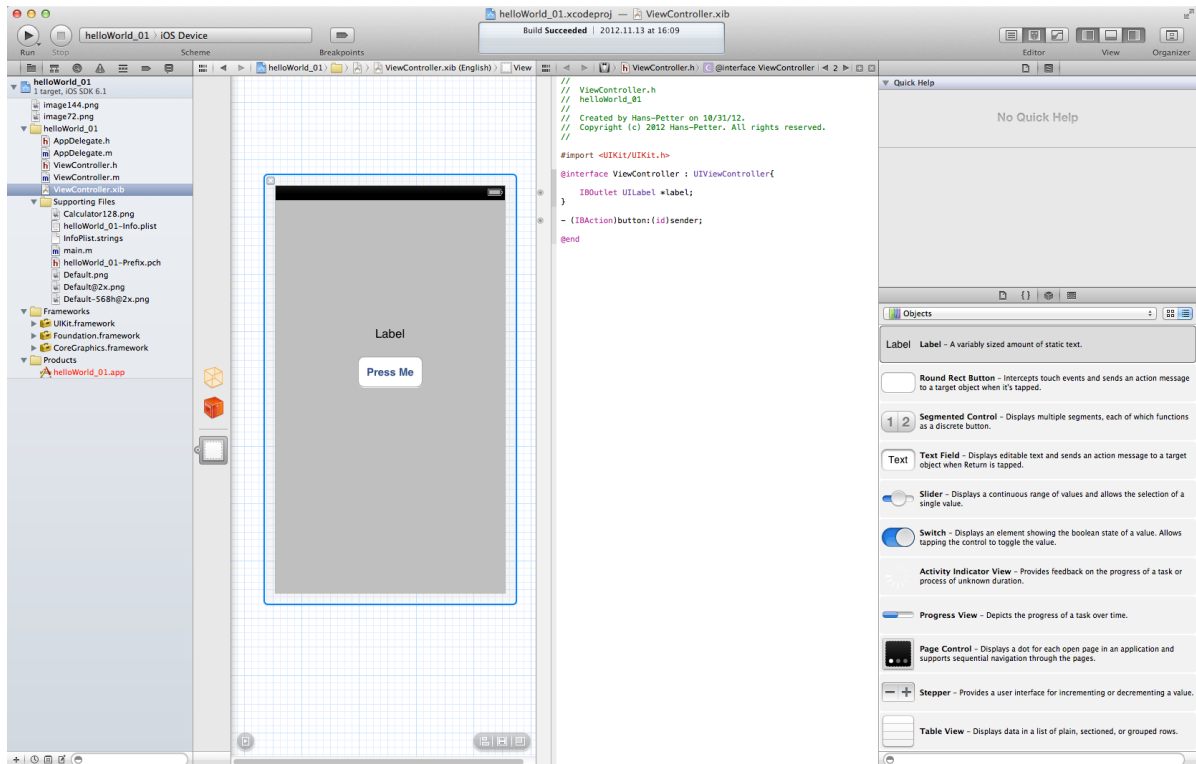 helloWorld_01.xcodeproj — ViewController.xib
helloWorld_01 〉 iOS Device
Build Succeeded | 2012.11.13 at 16:09
Run
Stop
Scheme
Breakpoints
Editor
View
Organizer
helloWorld_01
1 target, iOS SDK 6.1
image144.png
image72.png
helloWorld_01
AppDelegate.h
AppDelegate.m
ViewController.h
ViewController.m
ViewController.xib
Supporting Files
Calculator128.png
helloWorld_01-Info.plist
InfoPlist.strings
main.m
helloWorld_01-Prefix.pch
Default.png
Default@2x.png
Default-568h@2x.png
Frameworks
UIKit.framework
Foundation.framework
CoreGraphics.framework
Products
helloWorld_01.app
helloWorld_01 〉 ViewController.xib (English) 〉 View
Label
Press Me
ViewController.h 〉 @interface ViewController
2
//
// ViewController.h
// helloWorld_01
//
// Created by Hans-Petter on 10/31/12.
// Copyright (c) 2012 Hans-Petter. All rights reserved.
//
#import <UIKit/UIKit.h>
@interface ViewController : UIViewController{
IBOutlet UILabel *label;
}
- (IBAction)button:(id)sender;
@end
Quick Help
No Quick Help
{}
Objects
Label
Label – A variably sized amount of static text.
Round Rect Button – Intercepts touch events and sends an action message
to a target object when it's tapped.
1 2
Segmented Control – Displays multiple segments, each of which functions
as a discrete button.
Text
Text Field – Displays editable text and sends an action message to a target
object when Return is tapped.
Slider – Displays a continuous range of values and allows the selection of a
single value.
Switch – Displays an element showing the boolean state of a value. Allows
tapping the control to toggle the value.
Activity Indicator View – Provides feedback on the progress of a task or
process of unknown duration.
Progress View – Depicts the progress of a task over time.
Page Control – Displays a dot for each open page in an application and
supports sequential navigation through the pages.
Stepper – Provides a user interface for incrementing or decrementing a value.
Table View – Displays data in a list of plain, sectioned, or grouped rows.